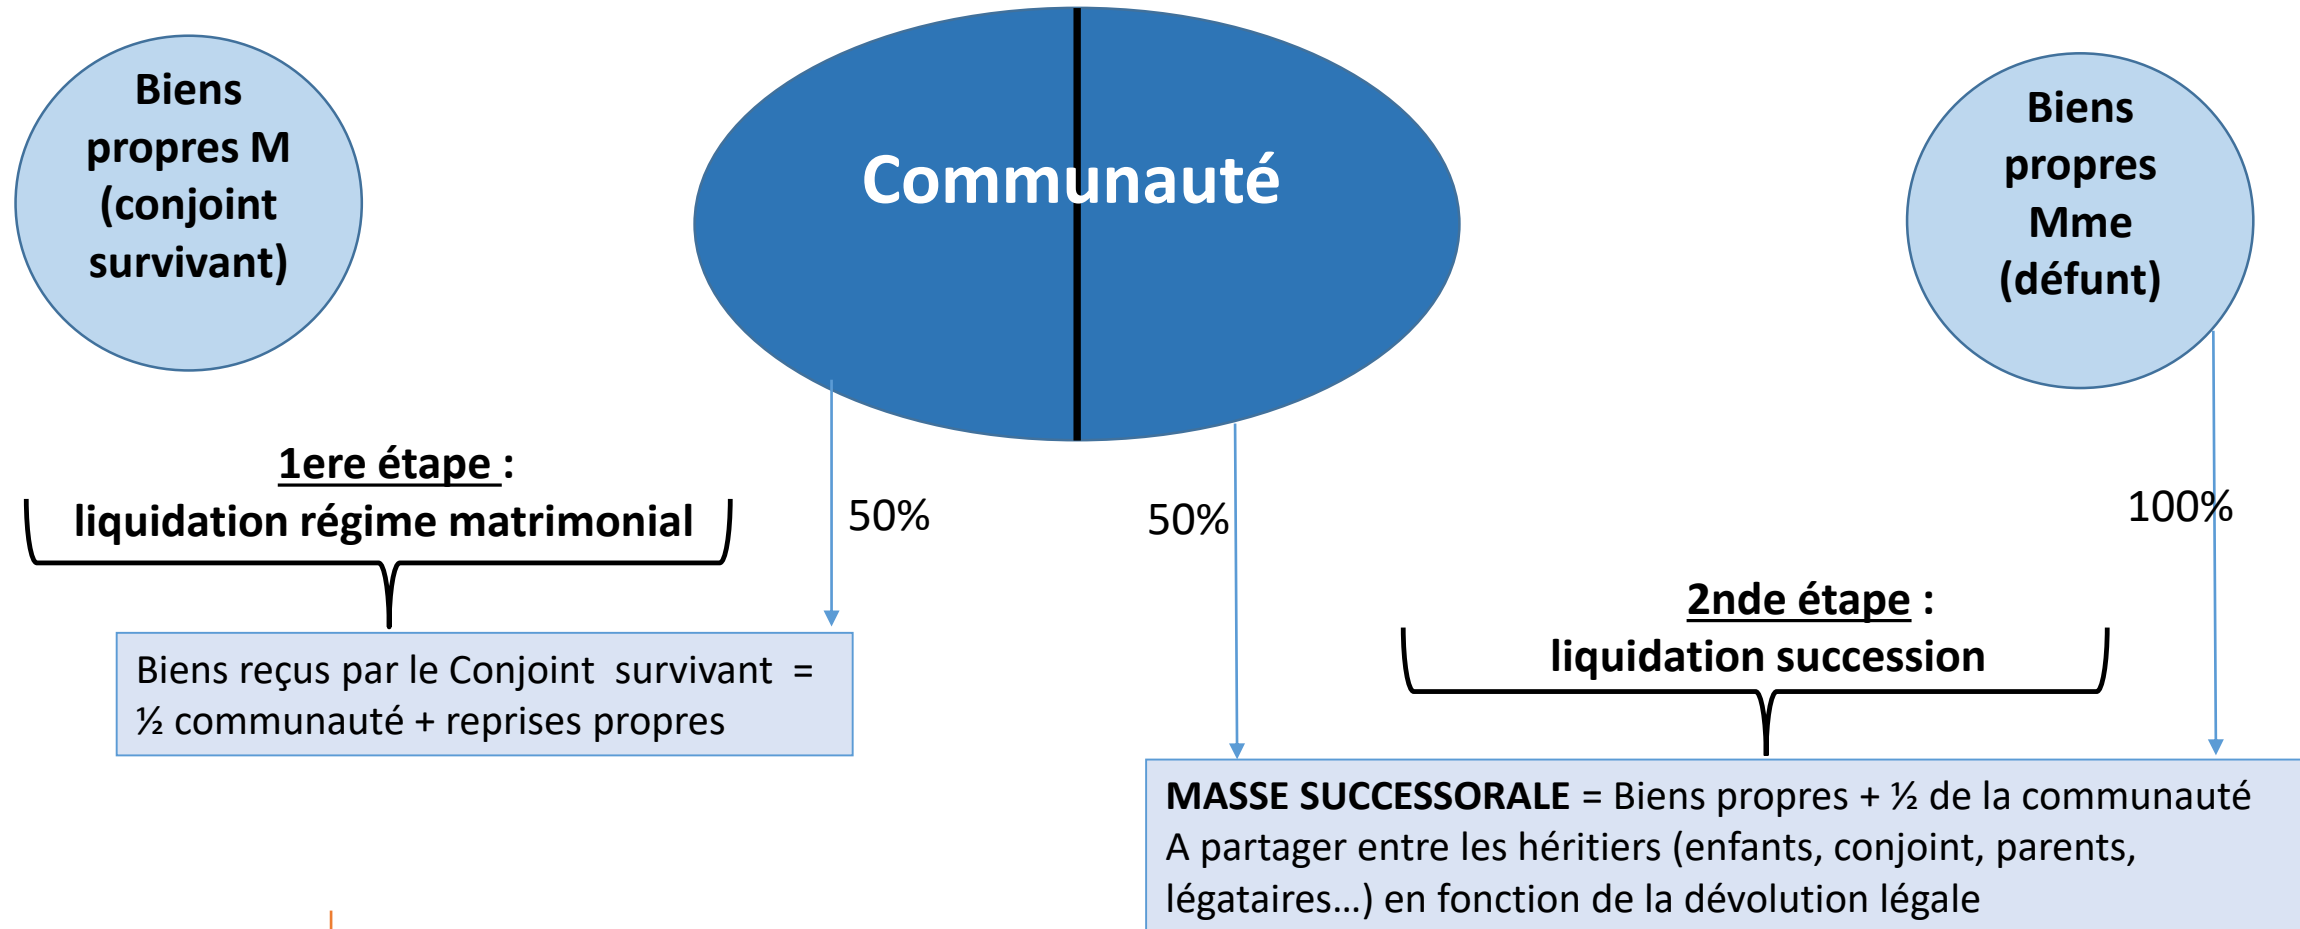 Biens
propres M
(conjoint
survivant)
Communauté
Biens
propres
Mme
(défunt)
1ere étape :
liquidation régime matrimonial
50%
50%
100%
2nde étape :
liquidation succession
Biens reçus par le Conjoint survivant =
½ communauté + reprises propres
MASSE SUCCESSORALE = Biens propres + ½ de la communauté
A partager entre les héritiers (enfants, conjoint, parents,
légataires…) en fonction de la dévolution légale